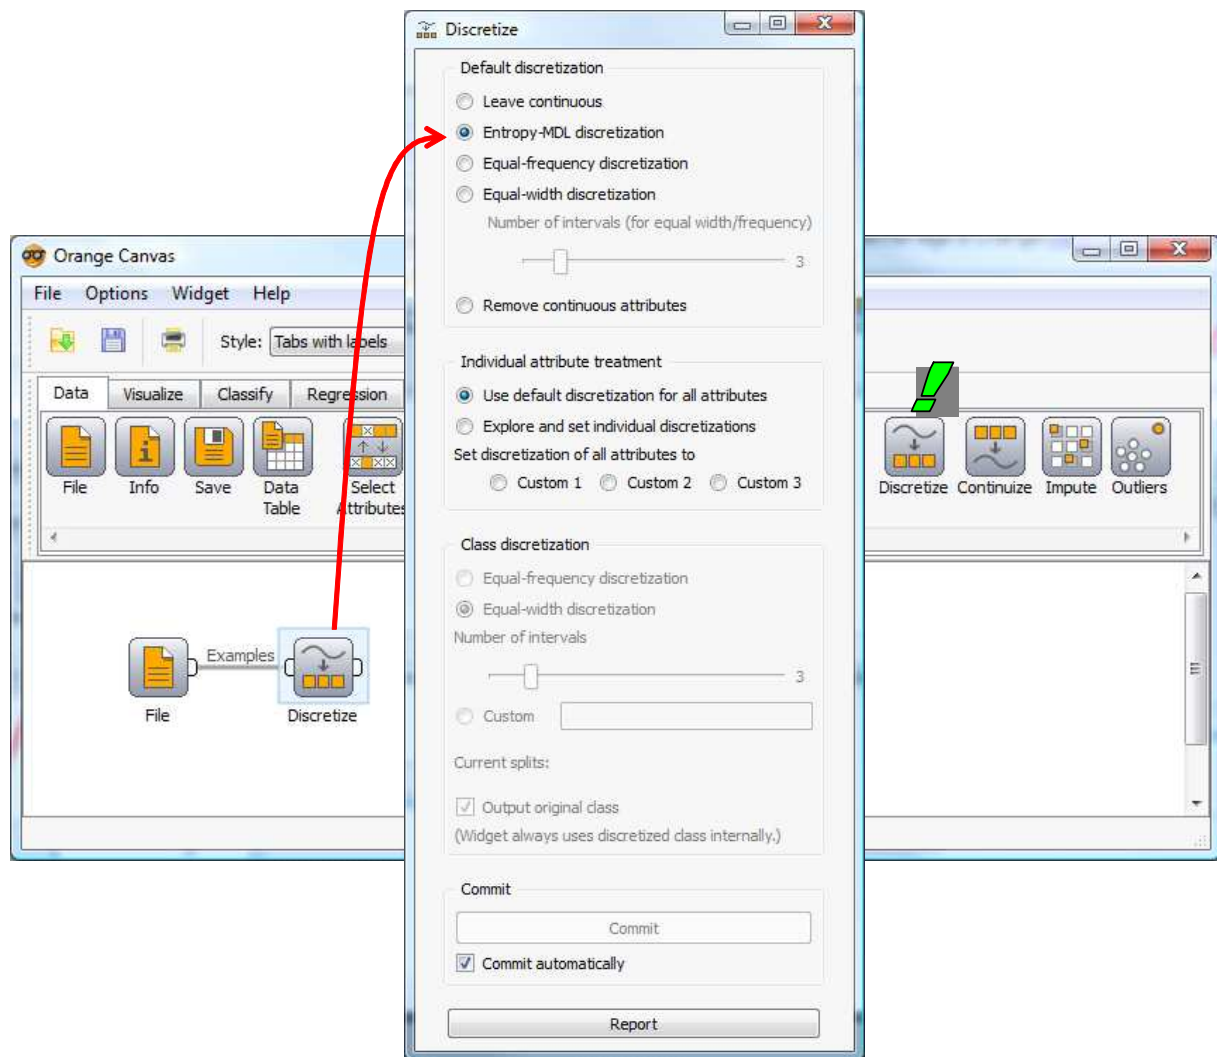 Discretize
Default discretization
Leave continuous
Entropy-MDL discretization
Equal-frequency discretization
Equal-width discretization
Number of intervals (for equal width/frequency)
3
Remove continuous attributes
Individual attribute treatment
Use default discretization for all attributes
Explore and set individual discretizations
Set discretization of all attributes to
Custom 1 Custom 2 Custom 3
Class discretization
Equal-frequency discretization
Equal-width discretization
Number of intervals
3
Custom
Current splits:
Output original class
(Widget always uses discretized class internally.)
Commit
Commit
Commit automatically
Report
Orange Canvas
File Options Widget Help
Style: Tabs with labels
Data Visualize Classify Regression
File Info Save Data Table Select Attributes
Discretize Continuize Impute Outliers
Examples
File Discretize